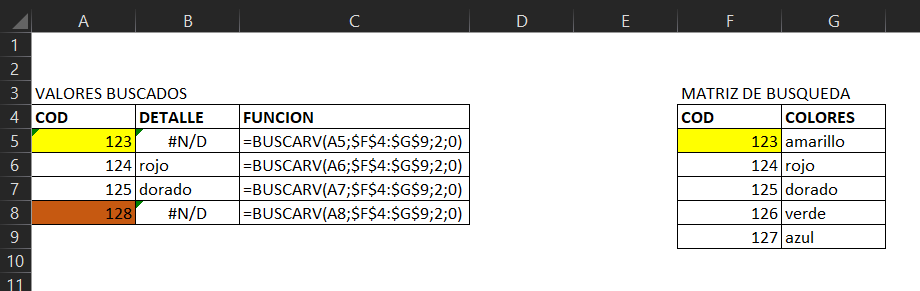 A B C D E F G
1
2
3 VALORES BUSCADOS MATRIZ DE BUSQUEDA
4 COD DETALLE FUNCION COD COLORES
5 123 #N/D =BUSCARV(A5;$F$4:$G$9;2;0) 123 amarillo
6 124 rojo =BUSCARV(A6;$F$4:$G$9;2;0) 124 rojo
7 125 dorado =BUSCARV(A7;$F$4:$G$9;2;0) 125 dorado
8 128 #N/D =BUSCARV(A8;$F$4:$G$9;2;0) 126 verde
9 127 azul
10
11